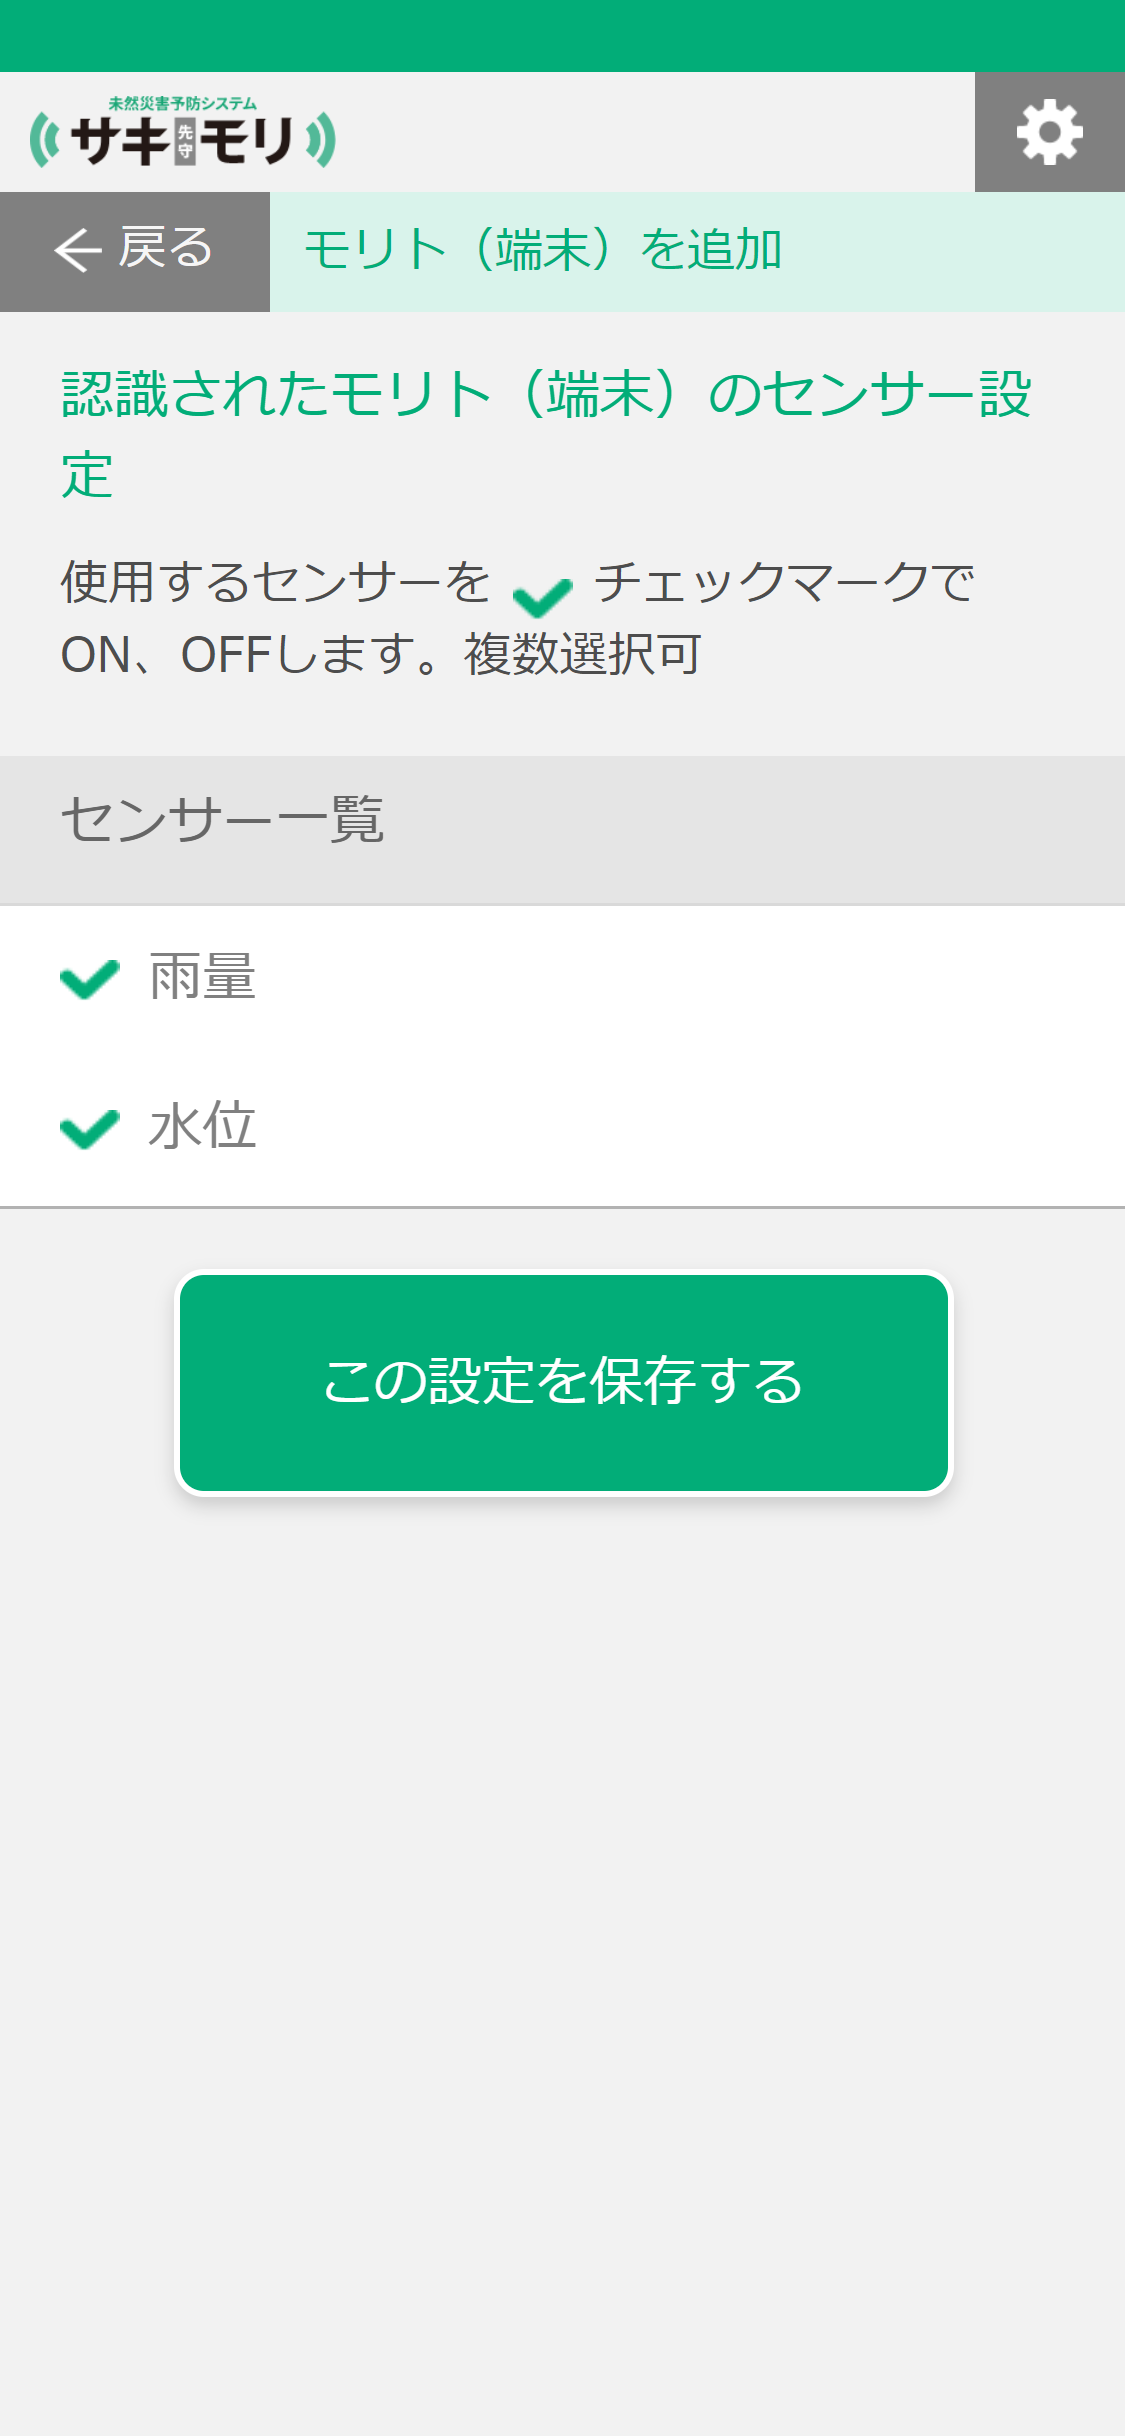 未然災害予防システム
サキ先守モリ
戻る
モリト（端末）を追加
認識されたモリト（端末）のセンサー設
定
使用するセンサーを チェックマークで
ON、OFFします。複数選択可
センサー一覧
雨量
水位
この設定を保存する